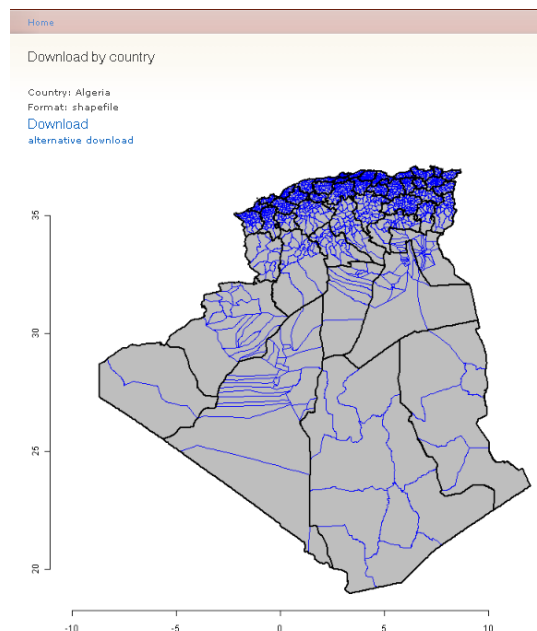 Home
Download by country
Country: Algeria
Format: shapefile
Download
alternative download
35
30
25
20
-10 -5 0 5 10